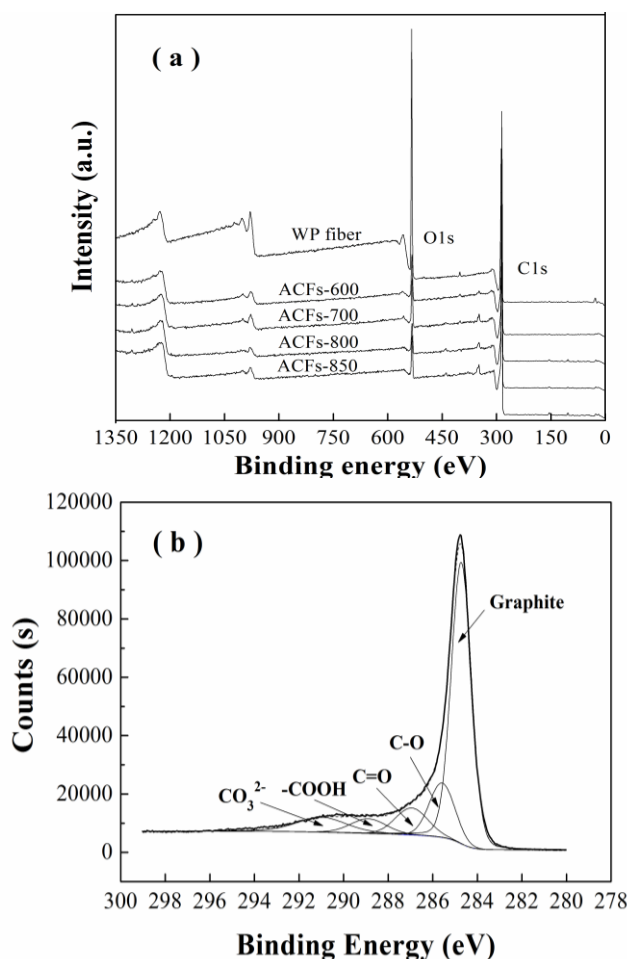 ( a )
Intensity (a.u.)
WP fiber
O1s
C1s
ACFs-600
ACFs-700
ACFs-800
ACFs-850
1350 1200 1050 900 750 600 450 300 150 0
Binding energy (eV)
( b )
Counts (s)
120000
100000
80000
60000
40000
20000
0
Graphite
C-O
C=O
-COOH
CO₃²⁻
300 298 296 294 292 290 288 286 284 282 280 278
Binding Energy (eV)